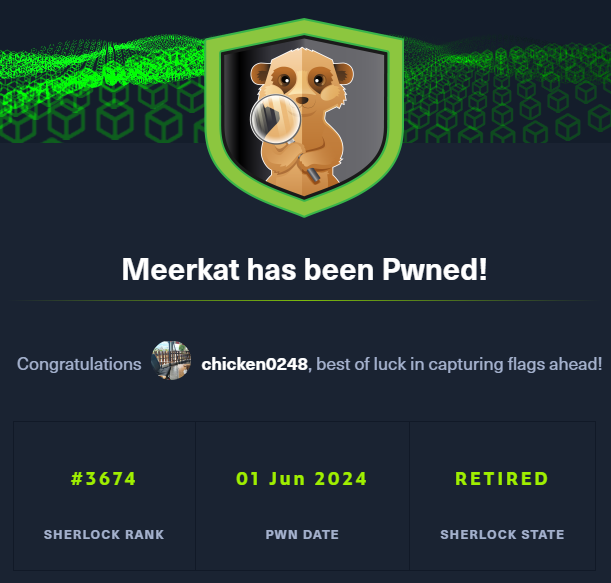 Meerkat has been Pwned!
Congratulations chicken0248, best of luck in capturing flags ahead!
#3674 01 Jun 2024 RETIRED
SHERLOCK RANK PWN DATE SHERLOCK STATE